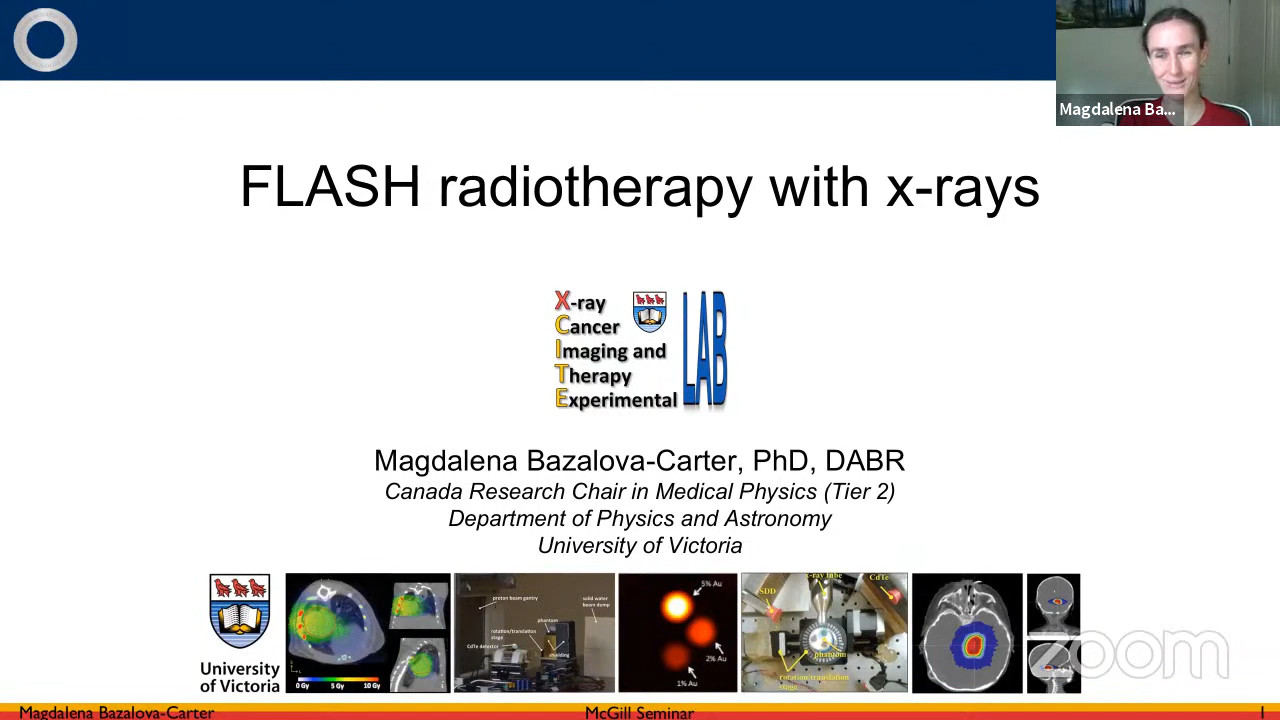 Magdalena Ba...
FLASH radiotherapy with x-rays
X-ray
Cancer
Imaging and
Therapy
Experimental
LAB
Magdalena Bazalova-Carter, PhD, DABR
Canada Research Chair in Medical Physics (Tier 2)
Department of Physics and Astronomy
University of Victoria
University
of Victoria
0 Gy 5 Gy 10 Gy
proton beam gantry
solid water
beam dump
phantom
rotation/translation
stage
CdTe detector
shielding
5% Au
2% Au
1% Au
x-ray tube
CdTe
SDD
phantom
rotation/translation
stage
zoom
Magdalena Bazalova-Carter
McGill Seminar
1